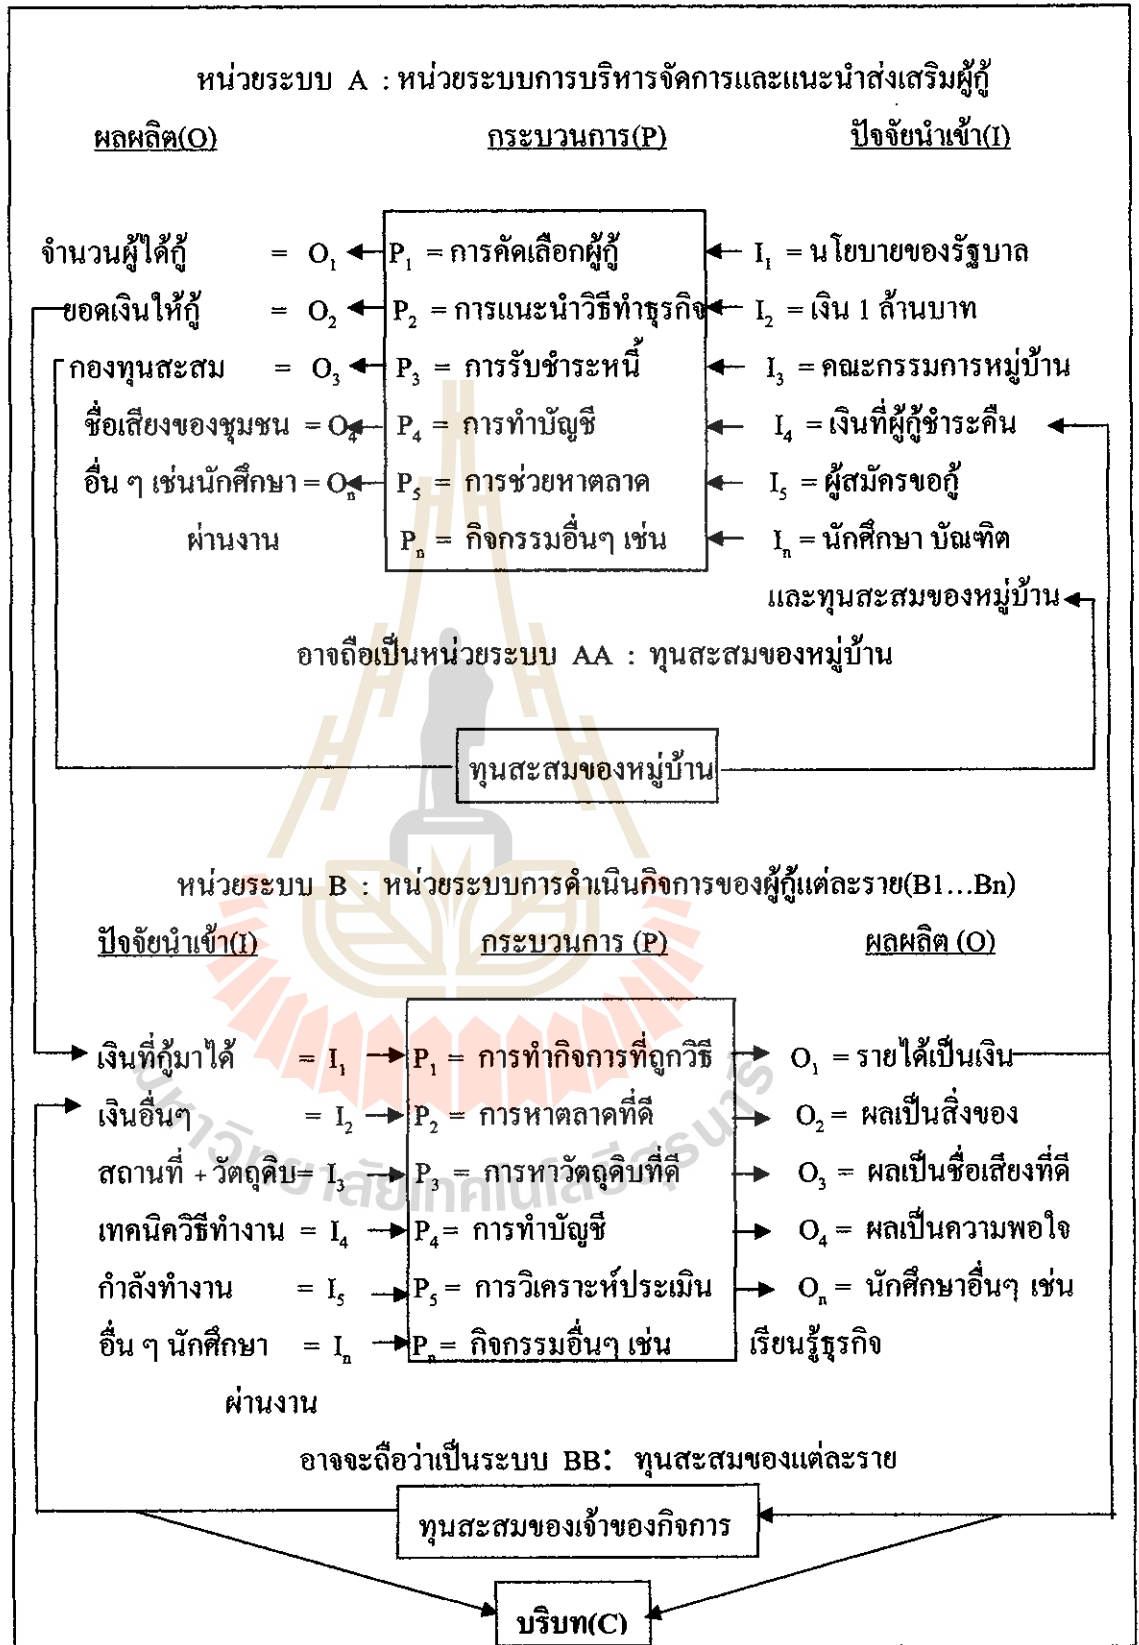 หน่วยระบบ A : หน่วยระบบการบริหารจัดการและแนะนำส่งเสริมผู้กู้
ผลผลิต(O) กระบวนการ(P) ปัจจัยนำเข้า(I)
จำนวนผู้ได้กู้ = O1 P1 = การคัดเลือกผู้กู้ I1 = นโยบายของรัฐบาล
ยอดเงินให้กู้ = O2 P2 = การแนะนำวิธีทำธุรกิจ I2 = เงิน 1 ล้านบาท
กองทุนสะสม = O3 P3 = การรับชำระหนี้ I3 = คณะกรรมการหมู่บ้าน
ชื่อเสียงของชุมชน = O4 P4 = การทำบัญชี I4 = เงินที่ผู้กู้ชำระคืน
อื่น ๆ เช่นนักศึกษา = On P5 = การช่วยหาตลาด I5 = ผู้สมัครขอกู้
ผ่านงาน Pn = กิจกรรมอื่นๆ เช่น In = นักศึกษา บัณฑิต
และทุนสะสมของหมู่บ้าน
อาจถือเป็นหน่วยระบบ AA : ทุนสะสมของหมู่บ้าน
ทุนสะสมของหมู่บ้าน
หน่วยระบบ B : หน่วยระบบการดำเนินกิจการของผู้กู้แต่ละราย(B1...Bn)
ปัจจัยนำเข้า(I) กระบวนการ (P) ผลผลิต (O)
เงินที่กู้มาได้ = I1 P1 = การทำกิจการที่ถูกวิธี O1 = รายได้เป็นเงิน
เงินอื่นๆ = I2 P2 = การหาตลาดที่ดี O2 = ผลเป็นสิ่งของ
สถานที่ + วัตถุดิบ= I3 P3 = การหาวัตถุดิบที่ดี O3 = ผลเป็นชื่อเสียงที่ดี
เทคนิควิธีทำงาน = I4 P4 = การทำบัญชี O4 = ผลเป็นความพอใจ
กำลังทำงาน = I5 P5 = การวิเคราะห์ประเมิน On = นักศึกษาอื่นๆ เช่น
อื่น ๆ นักศึกษา = In Pn = กิจกรรมอื่นๆ เช่น เรียนรู้ธุรกิจ
ผ่านงาน
อาจจะถือว่าเป็นระบบ BB: ทุนสะสมของแต่ละราย
ทุนสะสมของเจ้าของกิจการ
บริบท(C)
มหาวิทยาลัยเทคโนโลยีสุรนารี